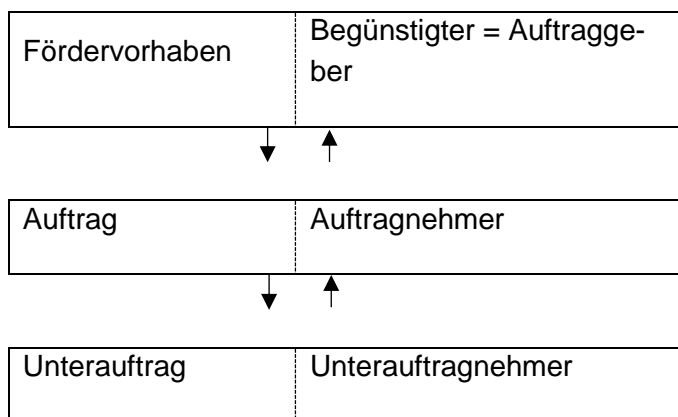 Fördervorhaben
Begünstigter = Auftragge-
ber
Auftrag
Auftragnehmer
Unterauftrag
Unterauftragnehmer